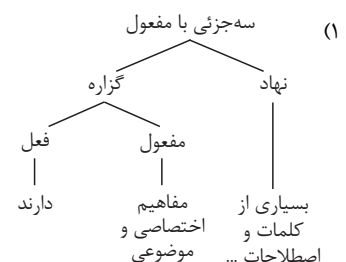 ۱)
سه‌جزئی با مفعول
نهاد
گزاره
مفعول
فعل
بسیاری از
کلمات و
اصطلاحات ...
مفاهیم
اختصاصی و
موضوعی
دارند